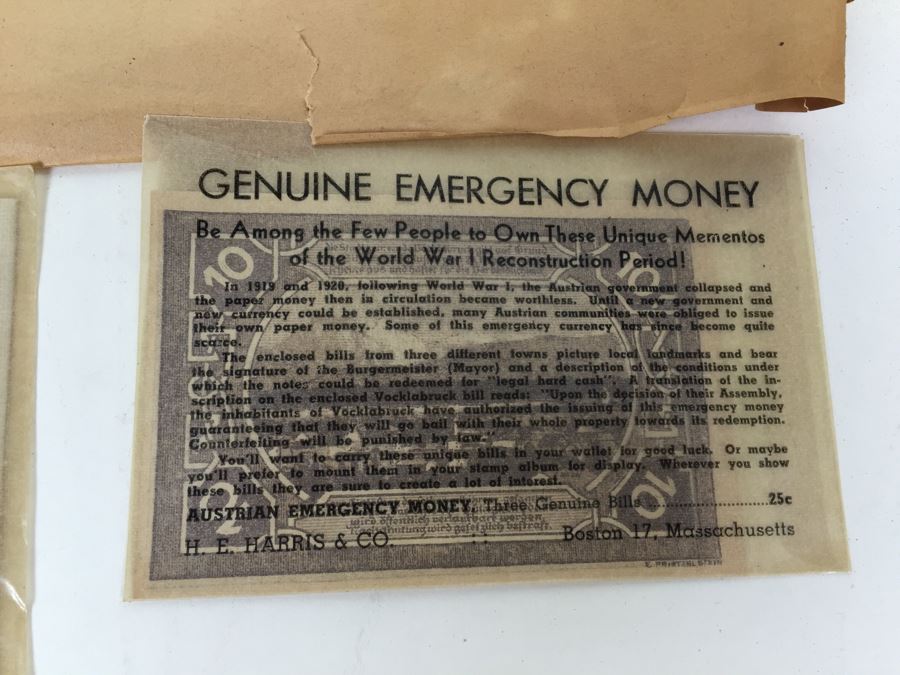 GENUINE EMERGENCY MONEY
Be Among the Few People to Own These Unique Mementos
of the World War I Reconstruction Period!
In 1919 and 1920, following World War I, the Austrian government collapsed and
the paper money then in circulation became worthless. Until a new government and
new currency could be established, many Austrian communities were obliged to issue
their own paper money. Some of this emergency currency has since become quite
scarce.
The enclosed bills from three different towns picture local landmarks and bear
the signature of the Burgermeister (Mayor) and a description of the conditions under
which the notes could be redeemed for "legal hard cash". A translation of the in-
scription on the enclosed Vocklabruck bill reads: "Upon the decision of their Assembly,
the inhabitants of Vocklabruck have authorized the issuing of this emergency money
guaranteeing that they will go bail with their whole property towards its redemption.
Counterfeiting will be punished by law."
You'll want to carry these unique bills in your wallet for good luck. Or maybe
you'll prefer to mount them in your stamp album for display. Wherever you show
these bills they are sure to create a lot of interest.
AUSTRIAN EMERGENCY MONEY, Three Genuine Bills ........................25c
H. E. HARRIS & CO. : : Boston 17, Massachusetts
10
10
10
wird öffentlich verlautbart werden.
gesetzlich bestraft.